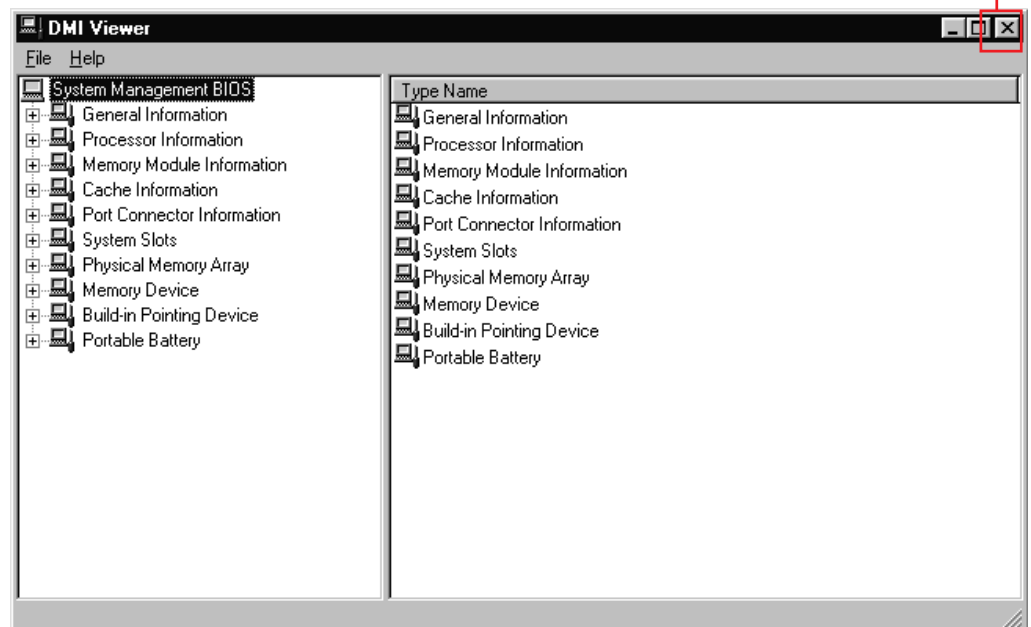 DMI Viewer
File Help
System Management BIOS
General Information
Processor Information
Memory Module Information
Cache Information
Port Connector Information
System Slots
Physical Memory Array
Memory Device
Build-in Pointing Device
Portable Battery
Type Name
General Information
Processor Information
Memory Module Information
Cache Information
Port Connector Information
System Slots
Physical Memory Array
Memory Device
Build-in Pointing Device
Portable Battery